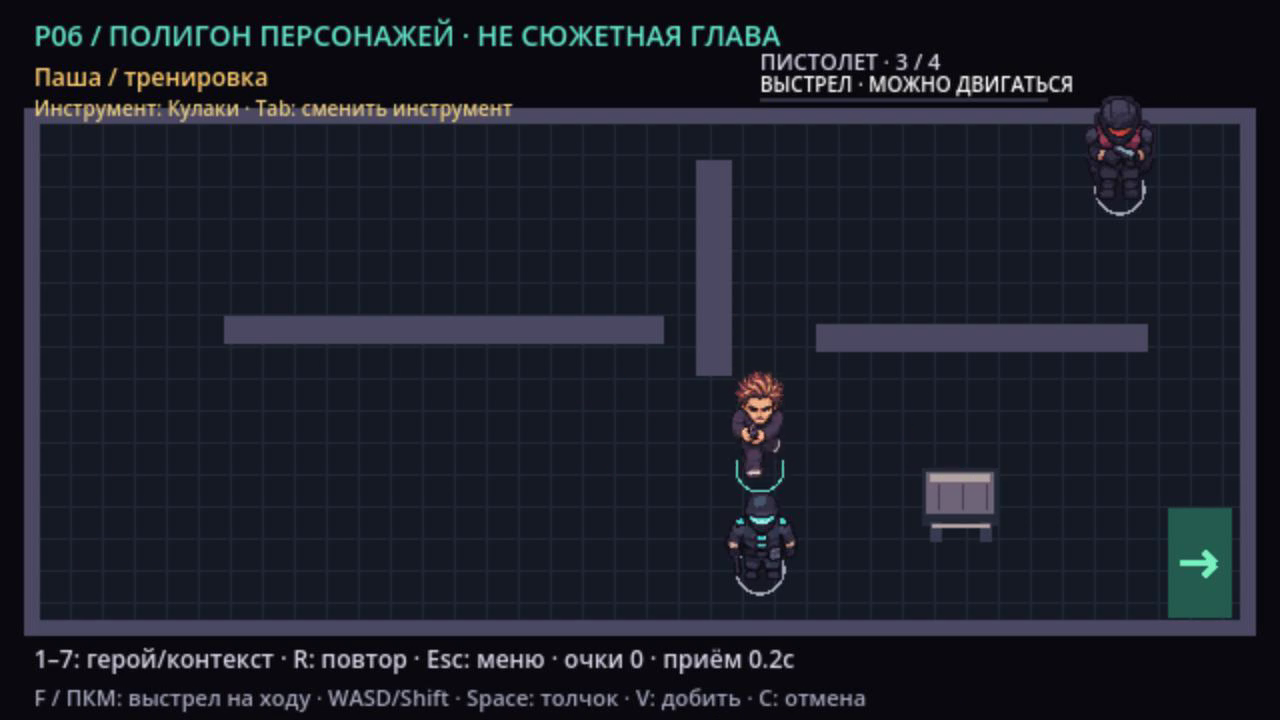 P06 / ПОЛИГОН ПЕРСОНАЖЕЙ · НЕ СЮЖЕТНАЯ ГЛАВА
Паша / тренировка
ПИСТОЛЕТ · 3 / 4
ВЫСТРЕЛ · МОЖНО ДВИГАТЬСЯ
Инструмент: Кулаки · Tab: сменить инструмент
→
1–7: герой/контекст · R: повтор · Esc: меню · очки 0 · приём 0.2с
F / ПКМ: выстрел на ходу · WASD/Shift · Space: толчок · V: добить · C: отмена